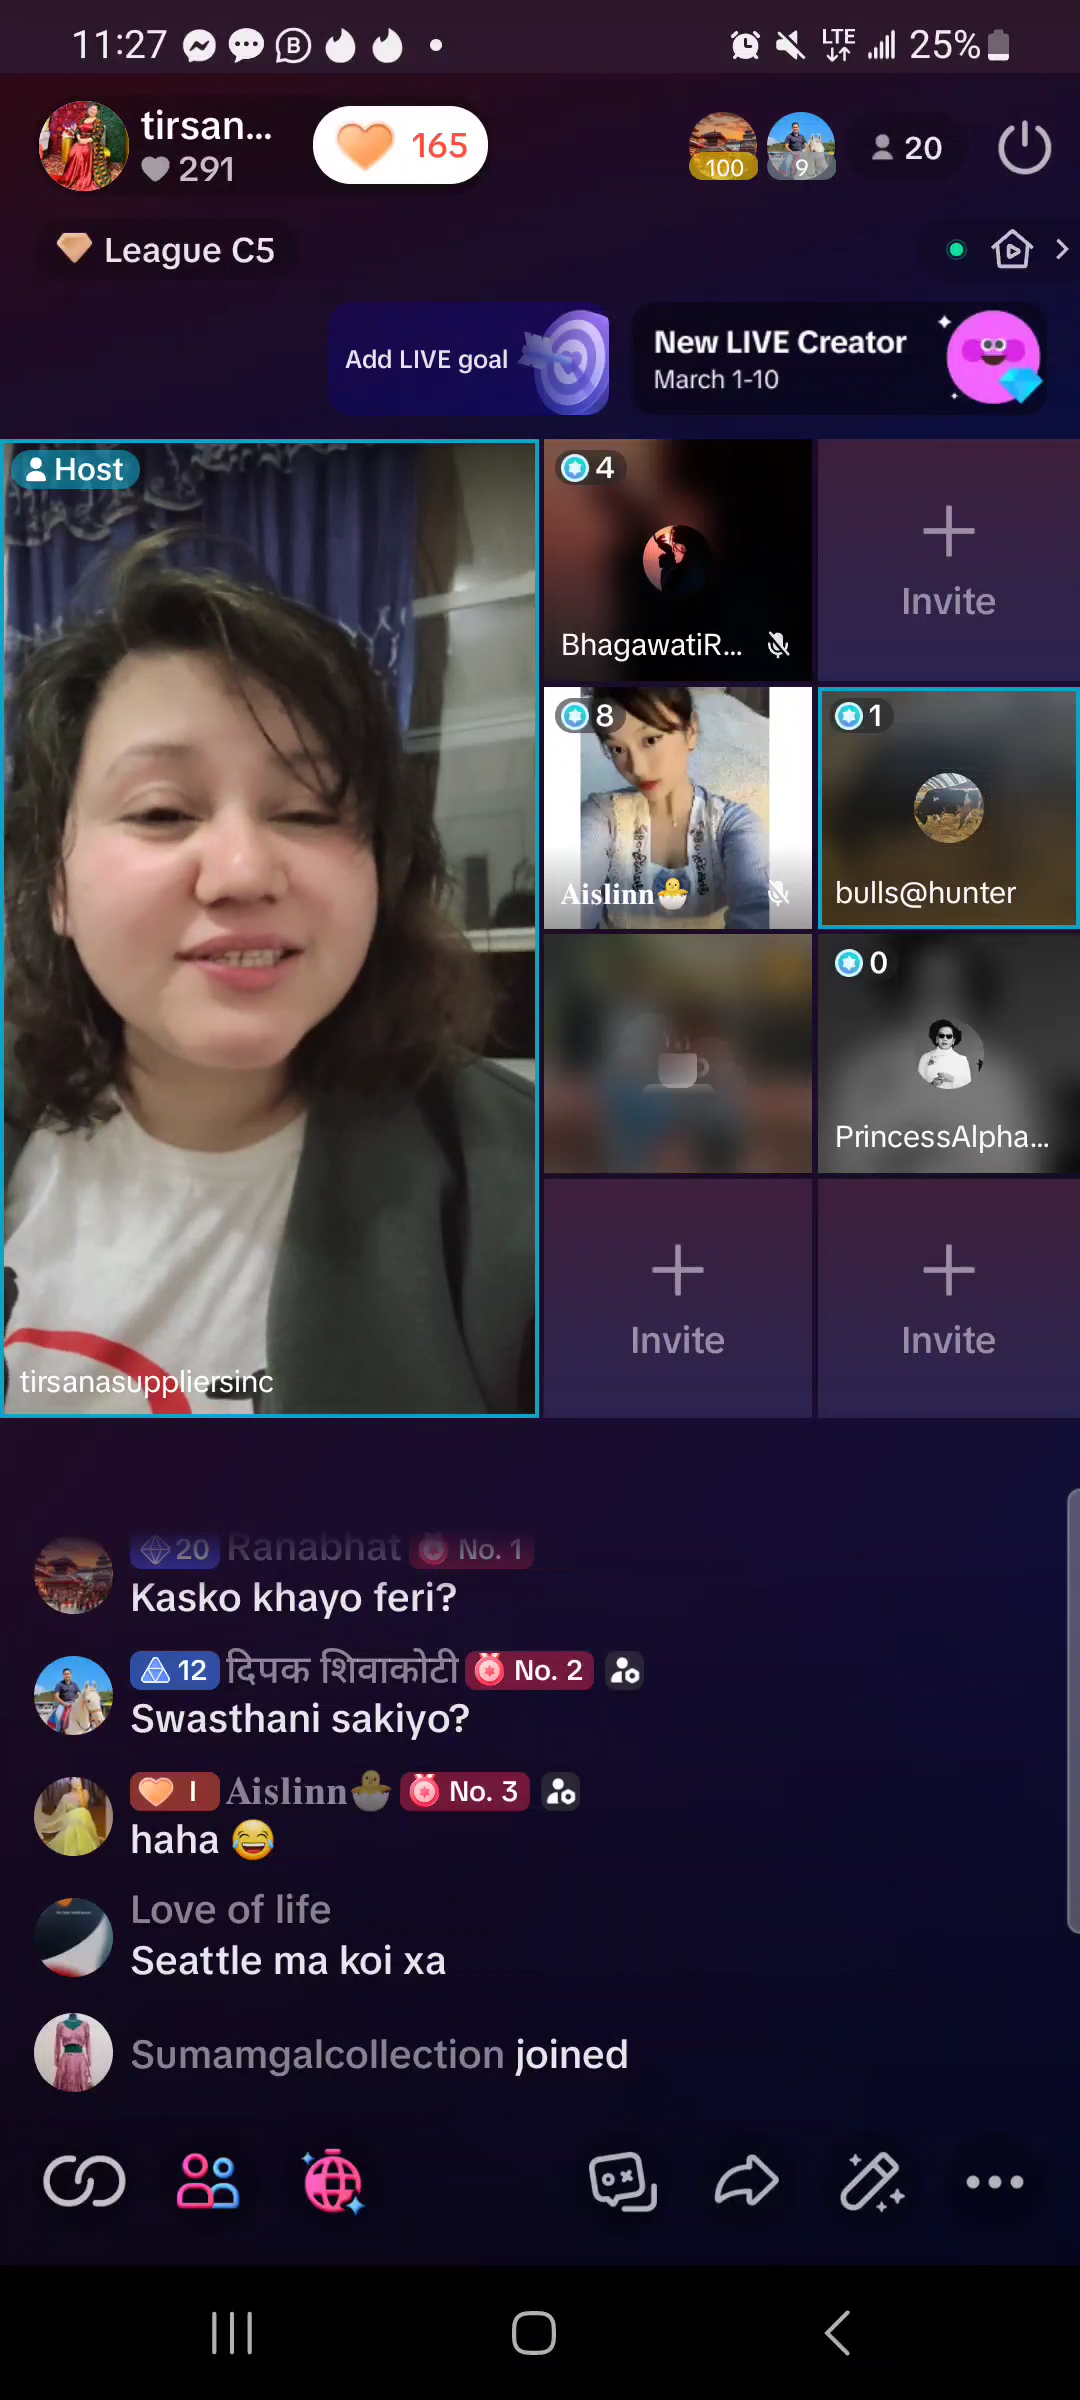 11:27
LTE
25%
tirsan...
291
165
100
9
20
League C5
Add LIVE goal
New LIVE Creator
March 1-10
Host
4
BhagawatiR...
Invite
8
Aislinn🐣
1
bulls@hunter
0
PrincessAlpha...
Invite
Invite
tirsanasuppliersinc
20 Ranabhat No. 1
Kasko khayo feri?
12 दिपक शिवाकोटी No. 2
Swasthani sakiyo?
I Aislinn🐣 No. 3
haha 😂
Love of life
Seattle ma koi xa
Sumamgalcollection joined